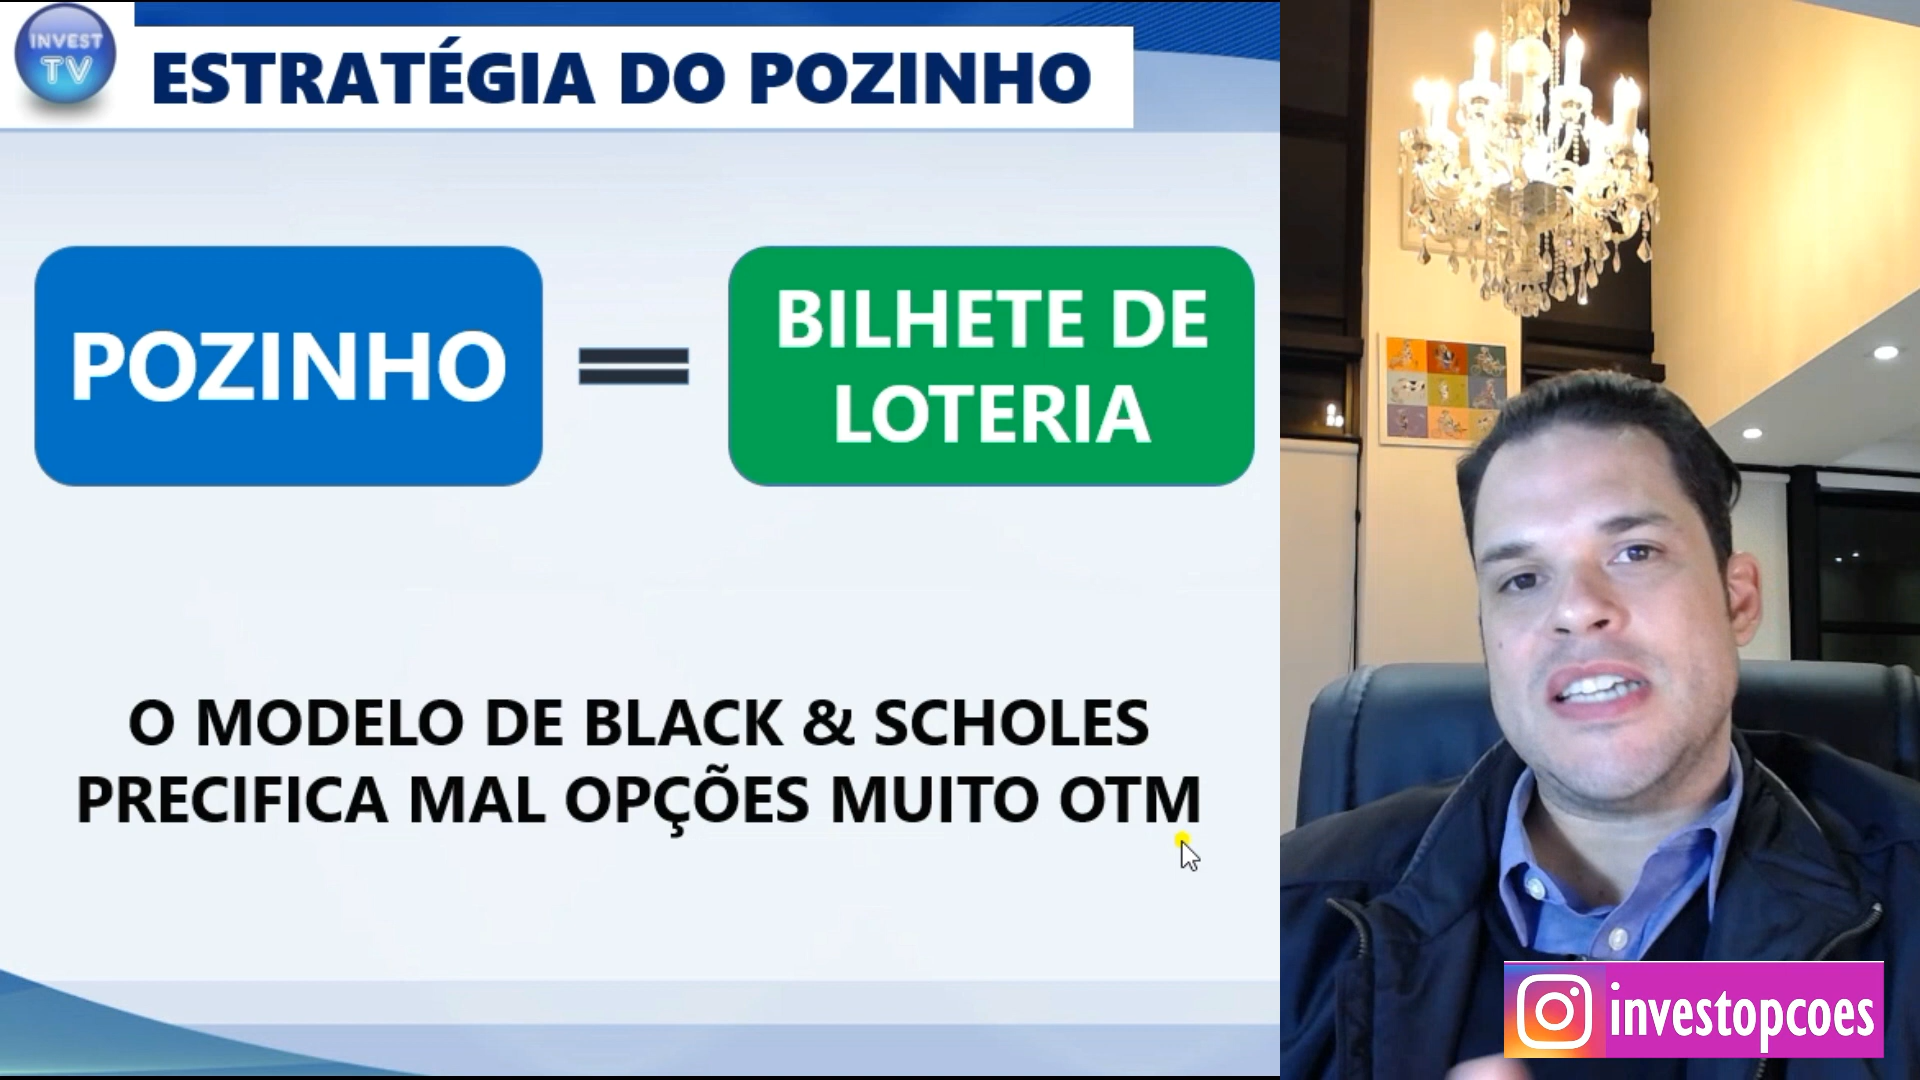 INVEST
TV
ESTRATÉGIA DO POZINHO
POZINHO
BILHETE DE
LOTERIA
O MODELO DE BLACK & SCHOLES
PRECIFICA MAL OPÇÕES MUITO OTM
investopcoes